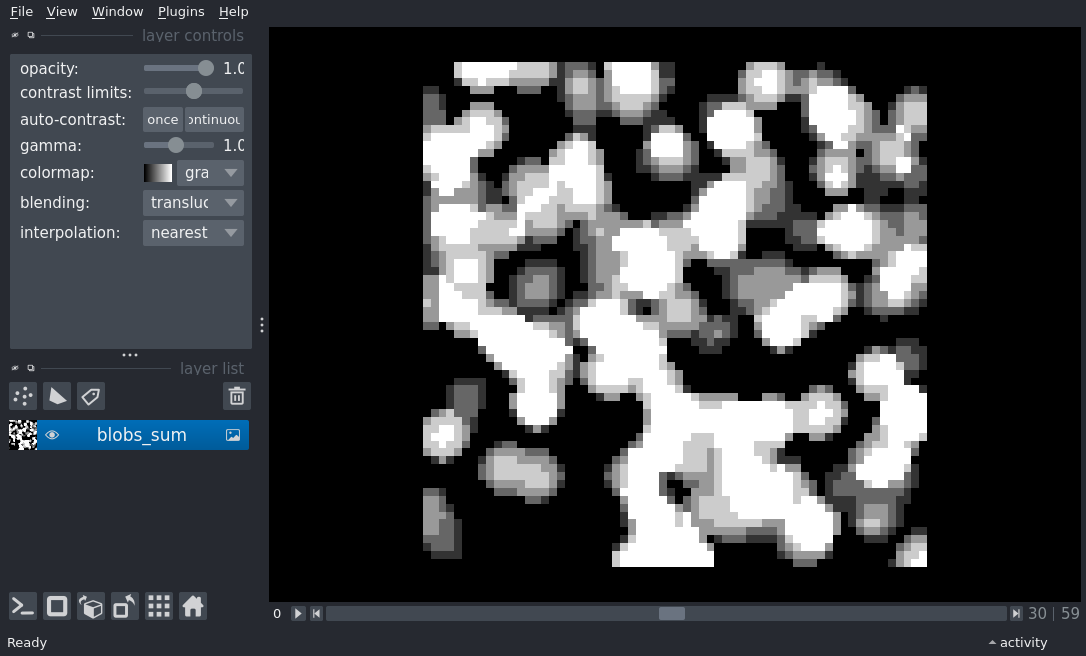 File View Window Plugins Help
layer controls
opacity: 1.0
contrast limits:
auto-contrast: once ontinuou
gamma: 1.0
colormap: gra
blending: transluc
interpolation: nearest
layer list
blobs_sum
0 30 | 59
Ready activity